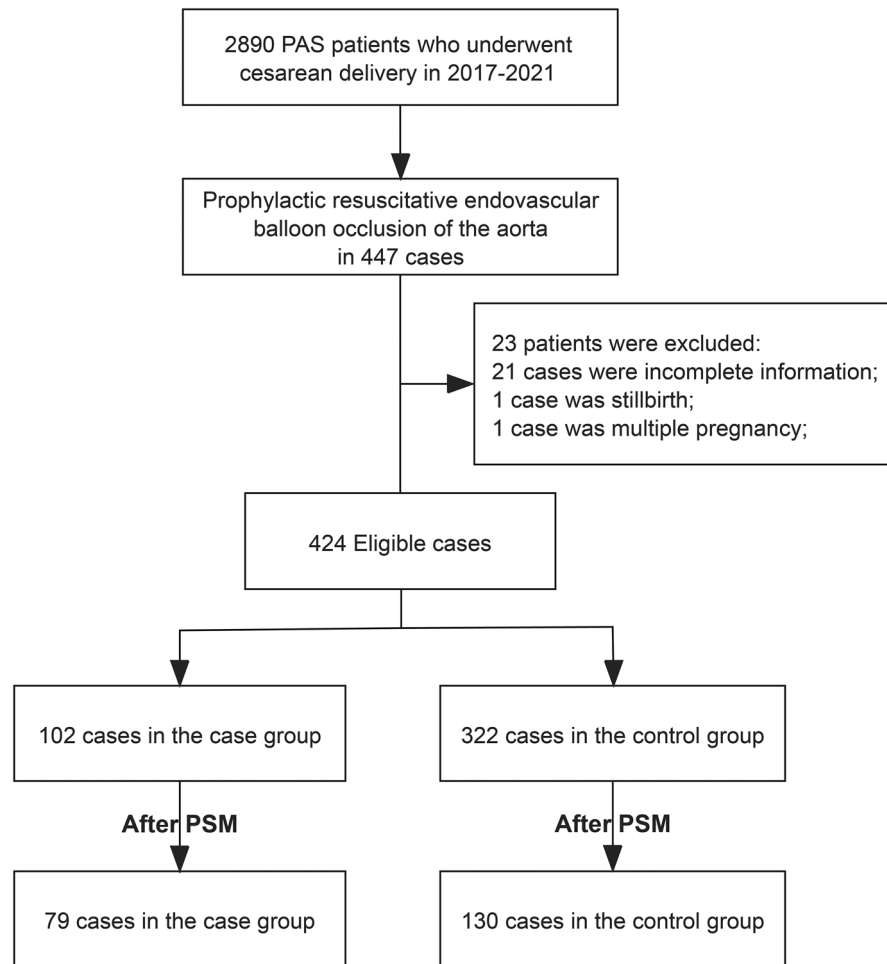 2890 PAS patients who underwent
cesarean delivery in 2017-2021
Prophylactic resuscitative endovascular
balloon occlusion of the aorta
in 447 cases
23 patients were excluded:
21 cases were incomplete information;
1 case was stillbirth;
1 case was multiple pregnancy;
424 Eligible cases
102 cases in the case group
322 cases in the control group
After PSM
After PSM
79 cases in the case group
130 cases in the control group